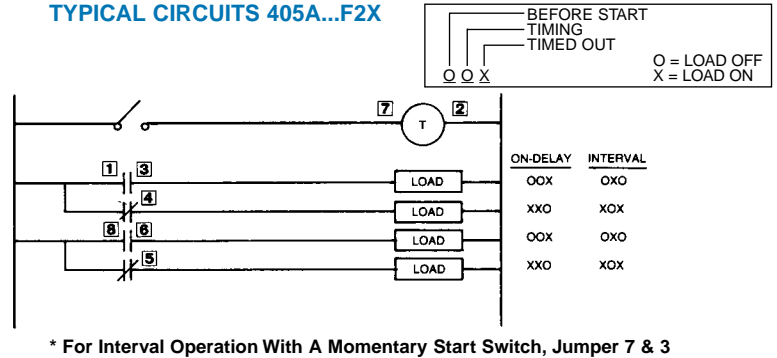 TYPICAL CIRCUITS 405A...F2X
BEFORE START
TIMING
TIMED OUT
O O X
O = LOAD OFF
X = LOAD ON
7 T 2
ON-DELAY INTERVAL
1 3 LOAD OOX OXO
4 LOAD XXO XOX
8 6 LOAD OOX OXO
5 LOAD XXO XOX
* For Interval Operation With A Momentary Start Switch, Jumper 7 & 3